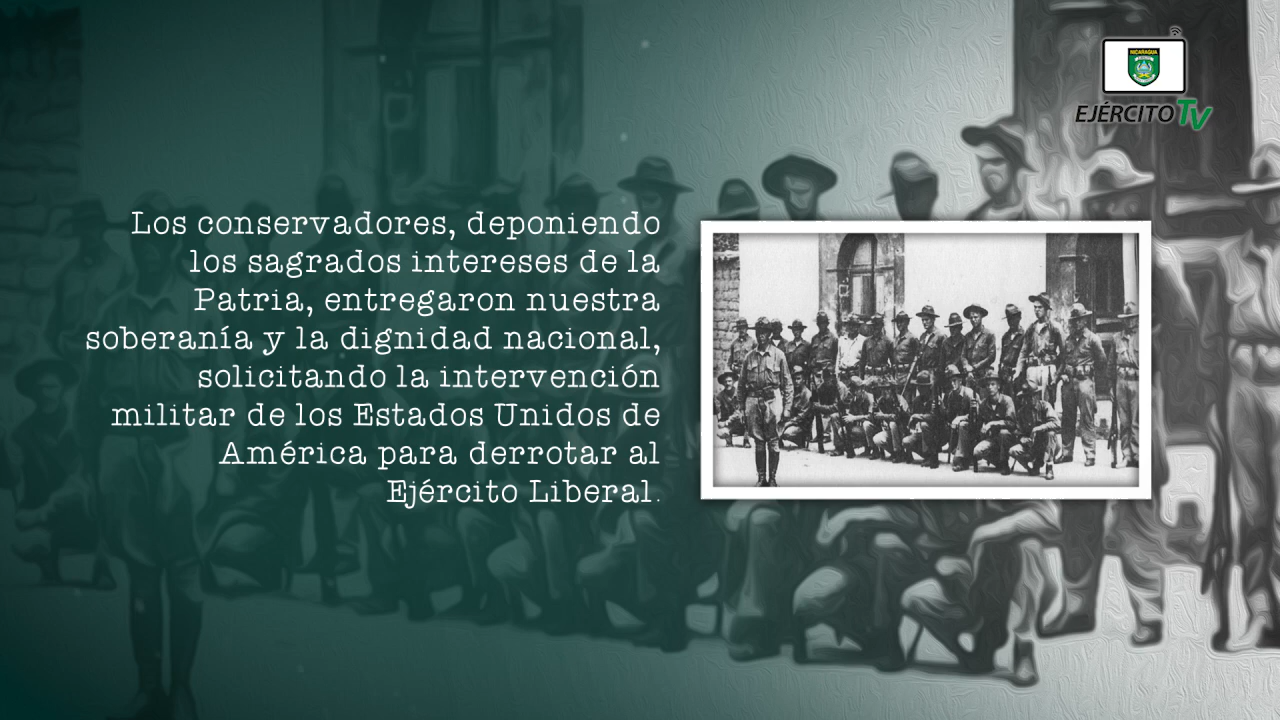 NICARAGUA
EJÉRCITO TV
Los conservadores, deponiendo
los sagrados intereses de la
Patria, entregaron nuestra
soberanía y la dignidad nacional,
solicitando la intervención
militar de los Estados Unidos de
América para derrotar al
Ejército Liberal.